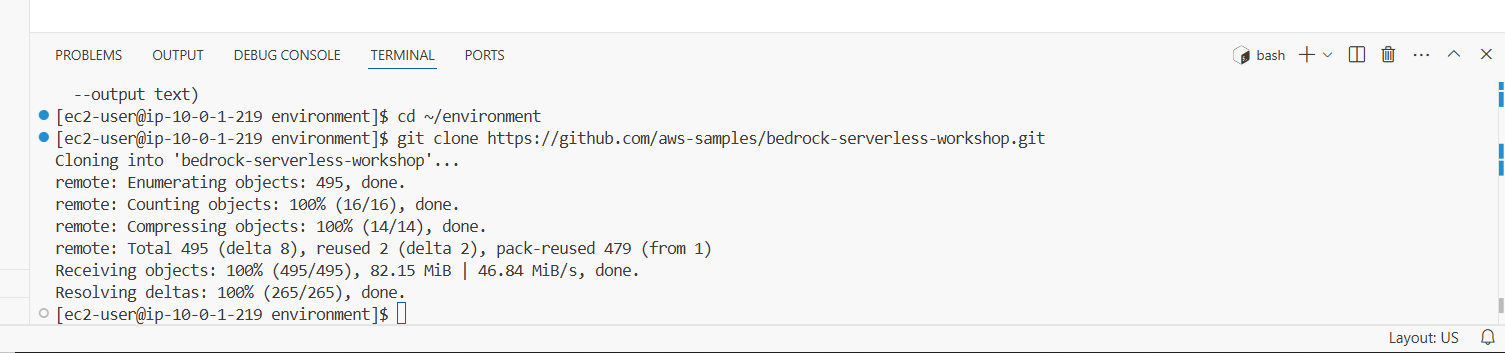 PROBLEMS OUTPUT DEBUG CONSOLE TERMINAL PORTS bash
--output text)
[ec2-user@ip-10-0-1-219 environment]$ cd ~/environment
[ec2-user@ip-10-0-1-219 environment]$ git clone https://github.com/aws-samples/bedrock-serverless-workshop.git
Cloning into 'bedrock-serverless-workshop'...
remote: Enumerating objects: 495, done.
remote: Counting objects: 100% (16/16), done.
remote: Compressing objects: 100% (14/14), done.
remote: Total 495 (delta 8), reused 2 (delta 2), pack-reused 479 (from 1)
Receiving objects: 100% (495/495), 82.15 MiB | 46.84 MiB/s, done.
Resolving deltas: 100% (265/265), done.
[ec2-user@ip-10-0-1-219 environment]$
Layout: US